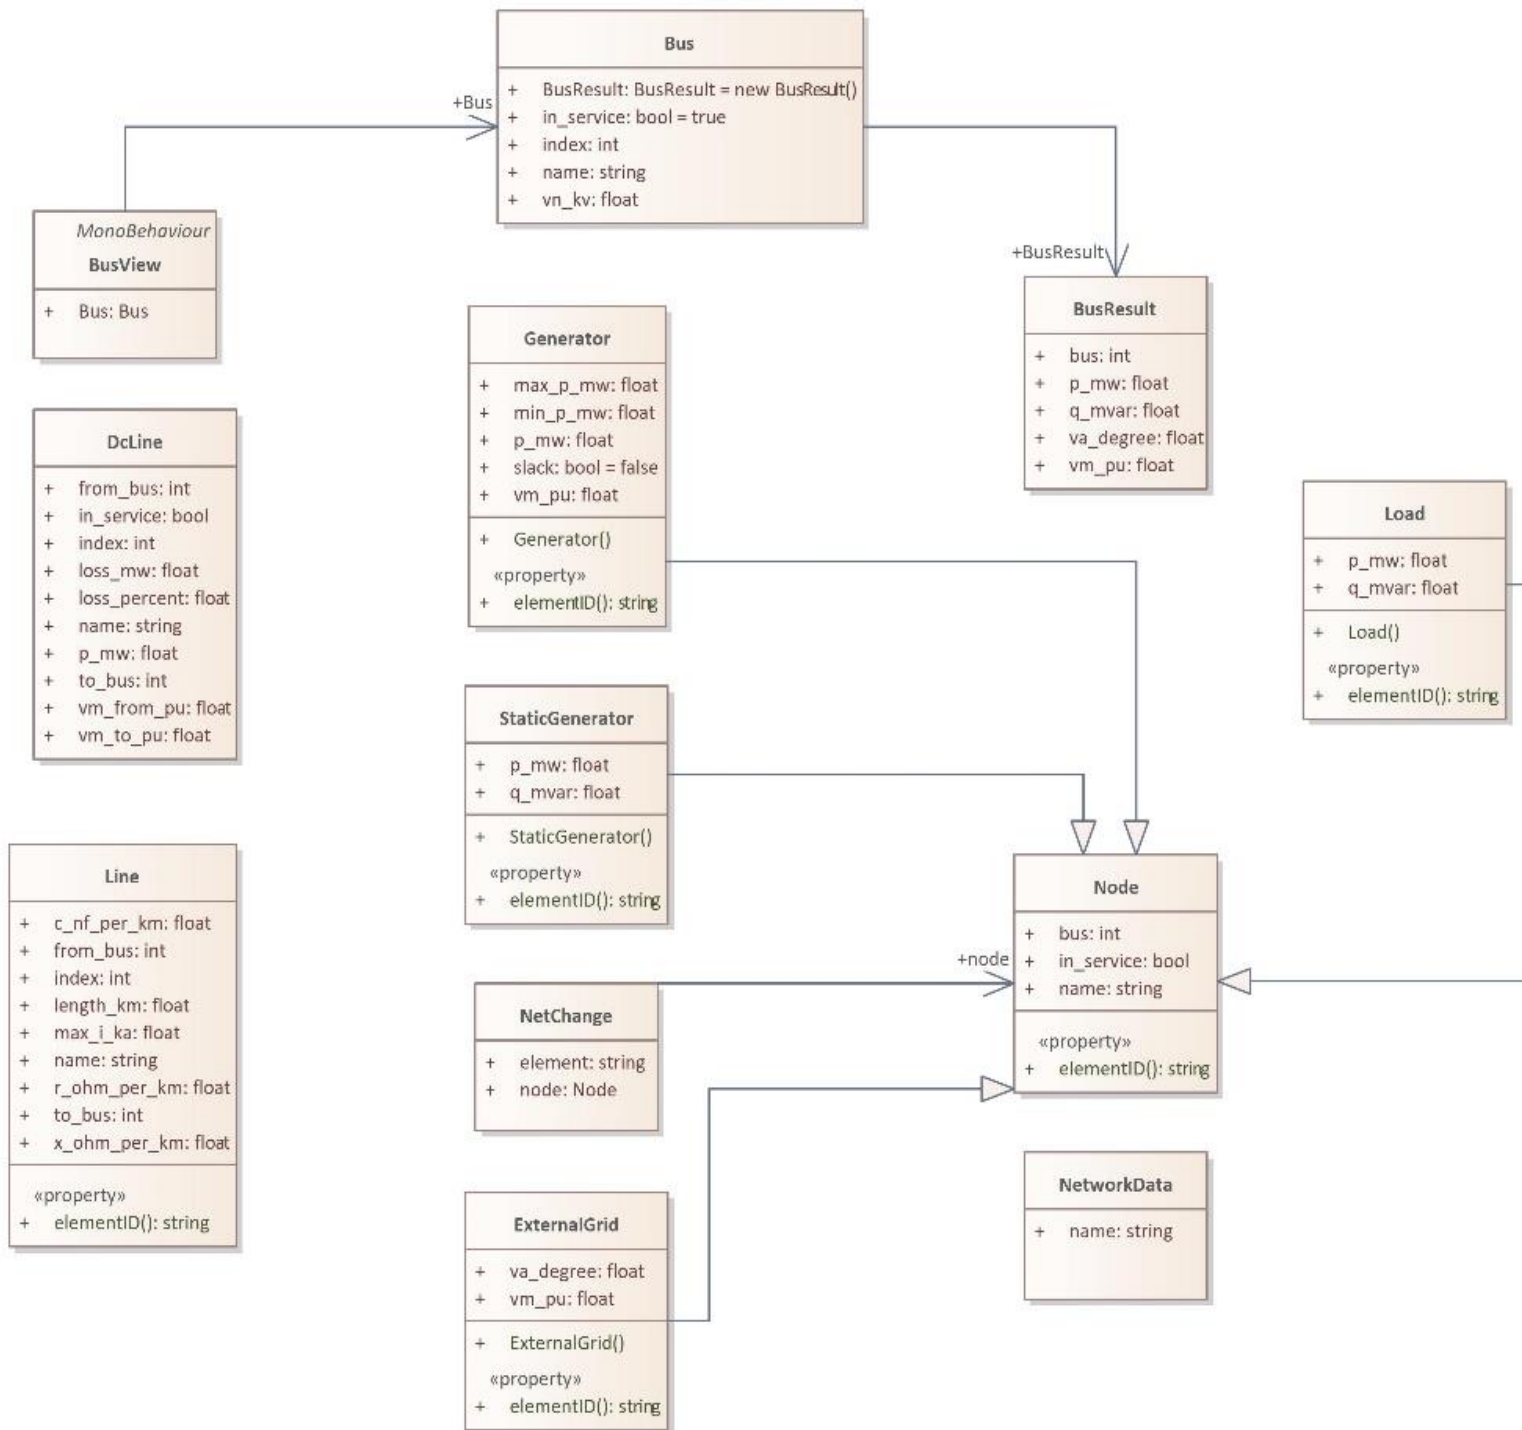 Bus
+ BusResult: BusResult = new BusResult()
+ in_service: bool = true
+ index: int
+ name: string
+ vn_kv: float
+Bus
+BusResult
MonoBehaviour
BusView
+ Bus: Bus
BusResult
+ bus: int
+ p_mw: float
+ q_mvar: float
+ va_degree: float
+ vm_pu: float
Generator
+ max_p_mw: float
+ min_p_mw: float
+ p_mw: float
+ slack: bool = false
+ vm_pu: float
+ Generator()
«property»
+ elementID(): string
DcLine
+ from_bus: int
+ in_service: bool
+ index: int
+ loss_mw: float
+ loss_percent: float
+ name: string
+ p_mw: float
+ to_bus: int
+ vm_from_pu: float
+ vm_to_pu: float
Load
+ p_mw: float
+ q_mvar: float
+ Load()
«property»
+ elementID(): string
StaticGenerator
+ p_mw: float
+ q_mvar: float
+ StaticGenerator()
«property»
+ elementID(): string
Line
+ c_nf_per_km: float
+ from_bus: int
+ index: int
+ length_km: float
+ max_i_ka: float
+ name: string
+ r_ohm_per_km: float
+ to_bus: int
+ x_ohm_per_km: float
«property»
+ elementID(): string
Node
+ bus: int
+ in_service: bool
+ name: string
«property»
+ elementID(): string
+node
NetChange
+ element: string
+ node: Node
NetworkData
+ name: string
ExternalGrid
+ va_degree: float
+ vm_pu: float
+ ExternalGrid()
«property»
+ elementID(): string